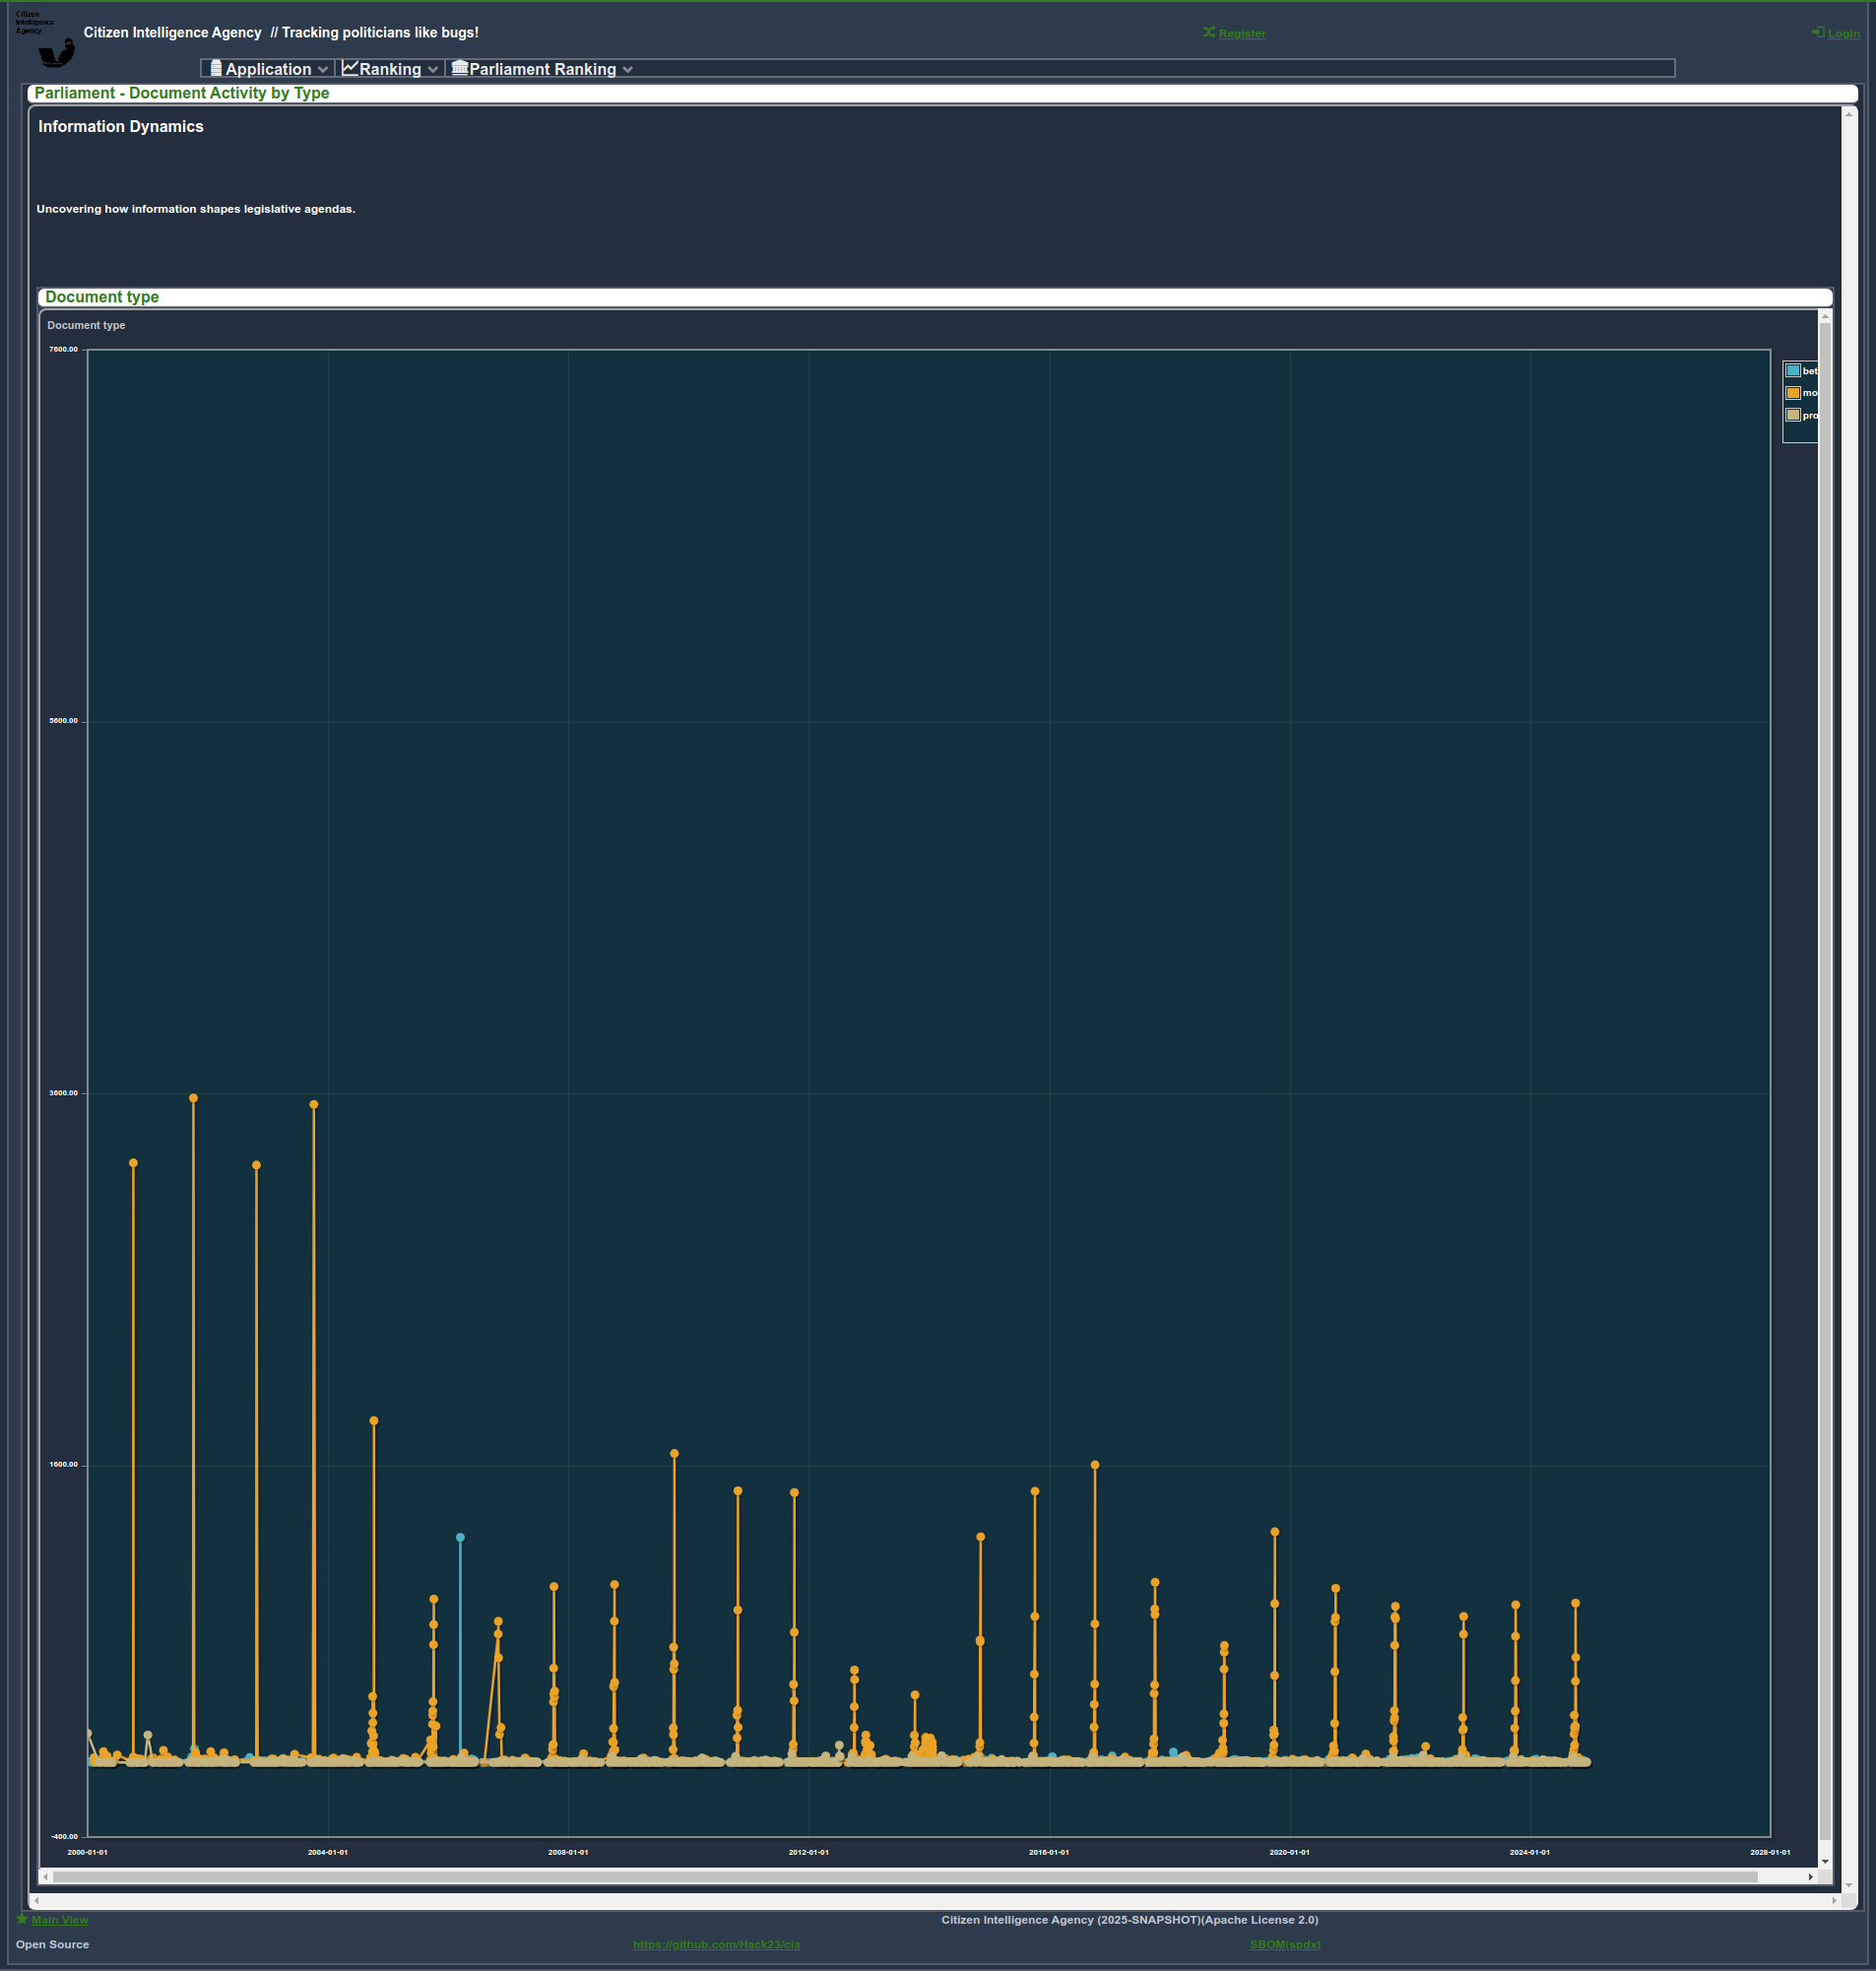 Citizen
Intelligence
Agency
Citizen Intelligence Agency // Tracking politicians like bugs!
Register
Login
Application
Ranking
Parliament Ranking
Parliament - Document Activity by Type
Information Dynamics
Uncovering how information shapes legislative agendas.
Document type
Document type
7600.00
5600.00
3600.00
1600.00
-400.00
bet
mo
pro
2000-01-01
2004-01-01
2008-01-01
2012-01-01
2016-01-01
2020-01-01
2024-01-01
2028-01-01
Main View
Citizen Intelligence Agency (2025-SNAPSHOT)(Apache License 2.0)
Open Source
https://github.com/Hack23/cia
SBOM(spdx)